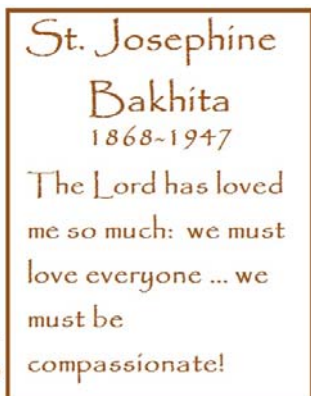 St. Josephine
Bakhita
1868~1947
The Lord has loved
me so much: we must
love everyone ... we
must be
compassionate!